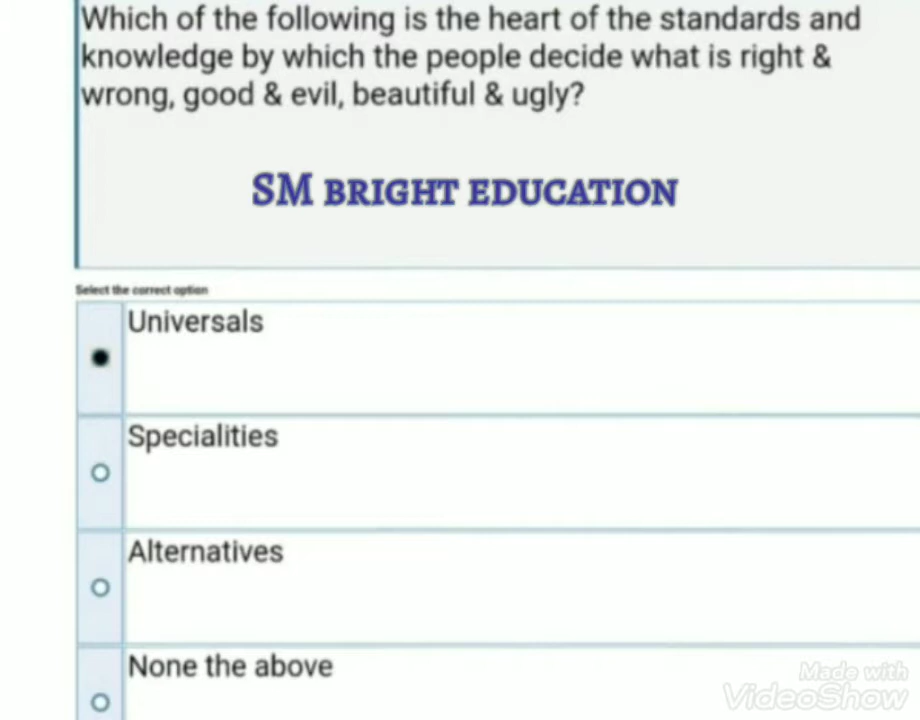 Which of the following is the heart of the standards and
knowledge by which the people decide what is right &
wrong, good & evil, beautiful & ugly?
SM BRIGHT EDUCATION
Select the correct option
Universals
Specialities
Alternatives
None the above
Made with
VideoShow